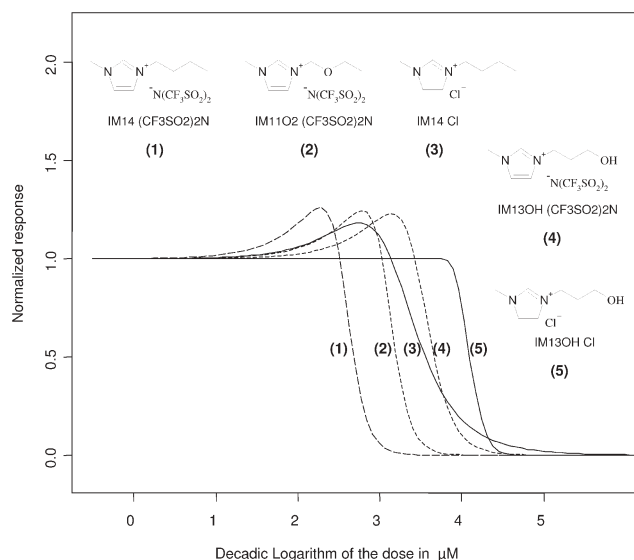 2.0
1.5
1.0
0.5
0.0
Normalized response
0 1 2 3 4 5
Decadic Logarithm of the dose in μM
N N + -N(CF3SO2)2
IM14 (CF3SO2)2N
(1)
N N + O -N(CF3SO2)2
IM11O2 (CF3SO2)2N
(2)
N N + Cl-
IM14 Cl
(3)
N N + OH
-N(CF3SO2)2
IM13OH (CF3SO2)2N
(4)
N N + OH
Cl-
IM13OH Cl
(5)
(1) (2) (3) (4) (5)